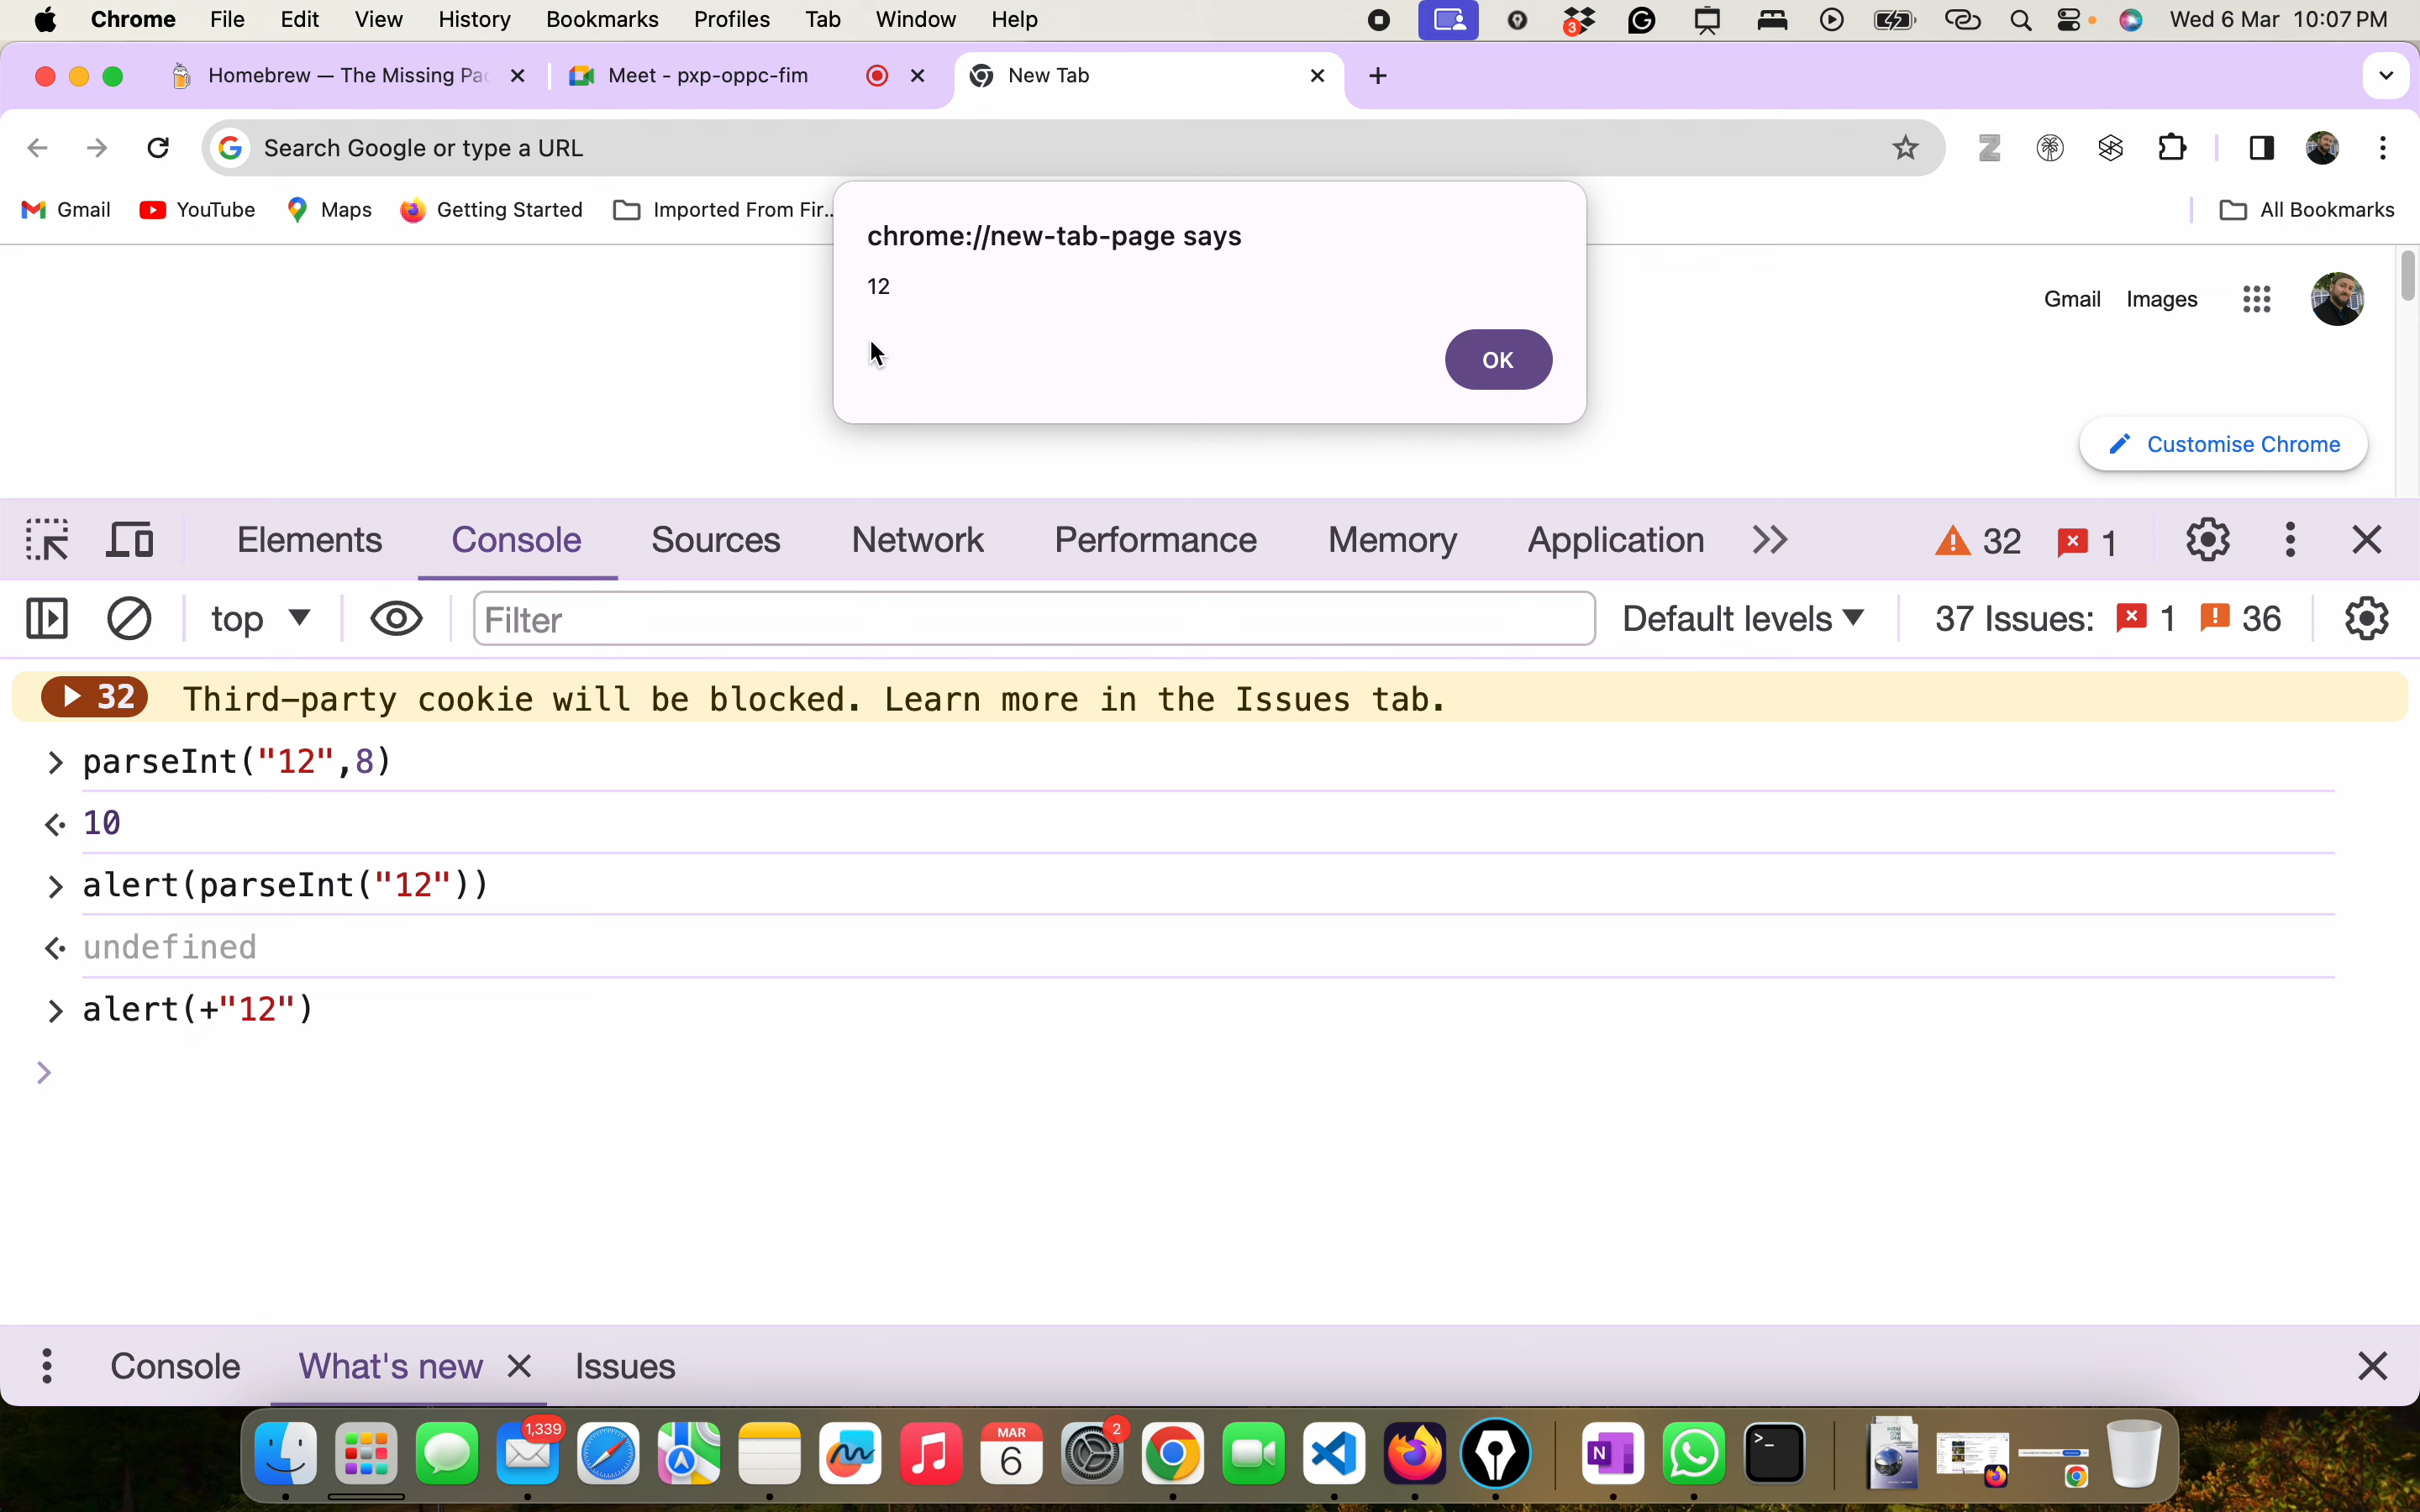 Chrome File Edit View History Bookmarks Profiles Tab Window Help 3 Wed 6 Mar 10:07 PM
Homebrew — The Missing Pac Meet - pxp-oppc-fim New Tab
Search Google or type a URL
Gmail YouTube Maps Getting Started Imported From Fir... All Bookmarks
chrome://new-tab-page says
12
OK
Gmail Images
Customise Chrome
Elements Console Sources Network Performance Memory Application 32 1
top Filter Default levels 37 Issues: 1 36
32 Third-party cookie will be blocked. Learn more in the Issues tab.
> parseInt("12",8)
10
> alert(parseInt("12"))
undefined
> alert(+"12")
>
Console What's new Issues
1,339 MAR 6 2 N >_